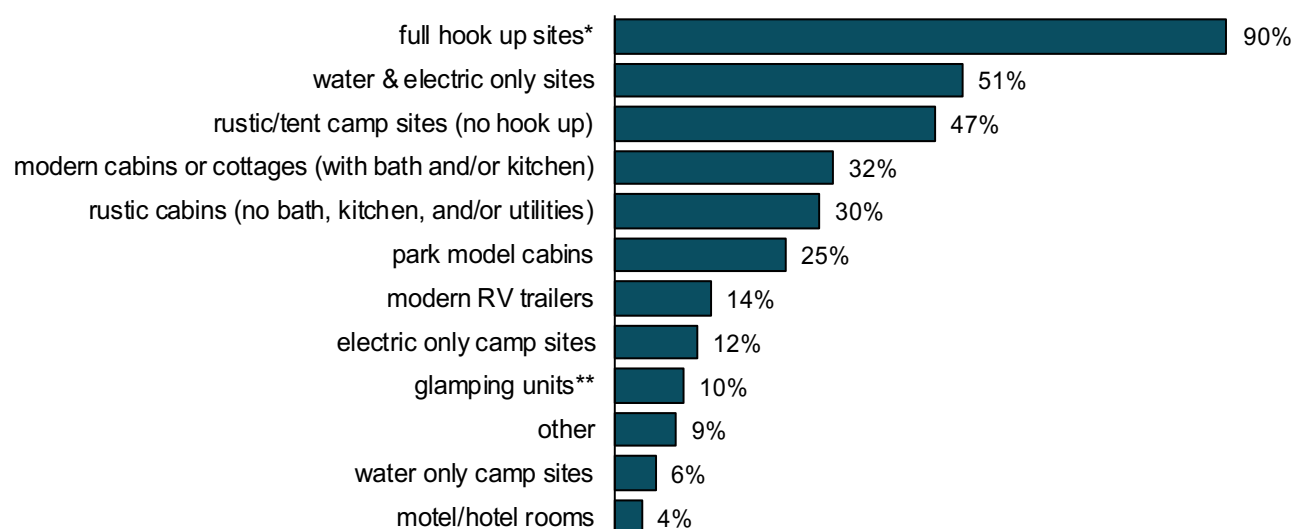 full hook up sites* 90%
water & electric only sites 51%
rustic/tent camp sites (no hook up) 47%
modern cabins or cottages (with bath and/or kitchen) 32%
rustic cabins (no bath, kitchen, and/or utilities) 30%
park model cabins 25%
modern RV trailers 14%
electric only camp sites 12%
glamping units** 10%
other 9%
water only camp sites 6%
motel/hotel rooms 4%